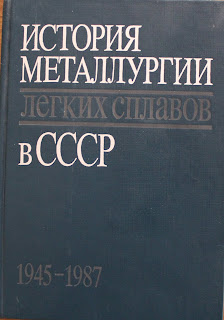 ИСТОРИЯ
МЕТАЛЛУРГИИ
ЛЕГКИХ СПЛАВОВ
В СССР
1945–1987